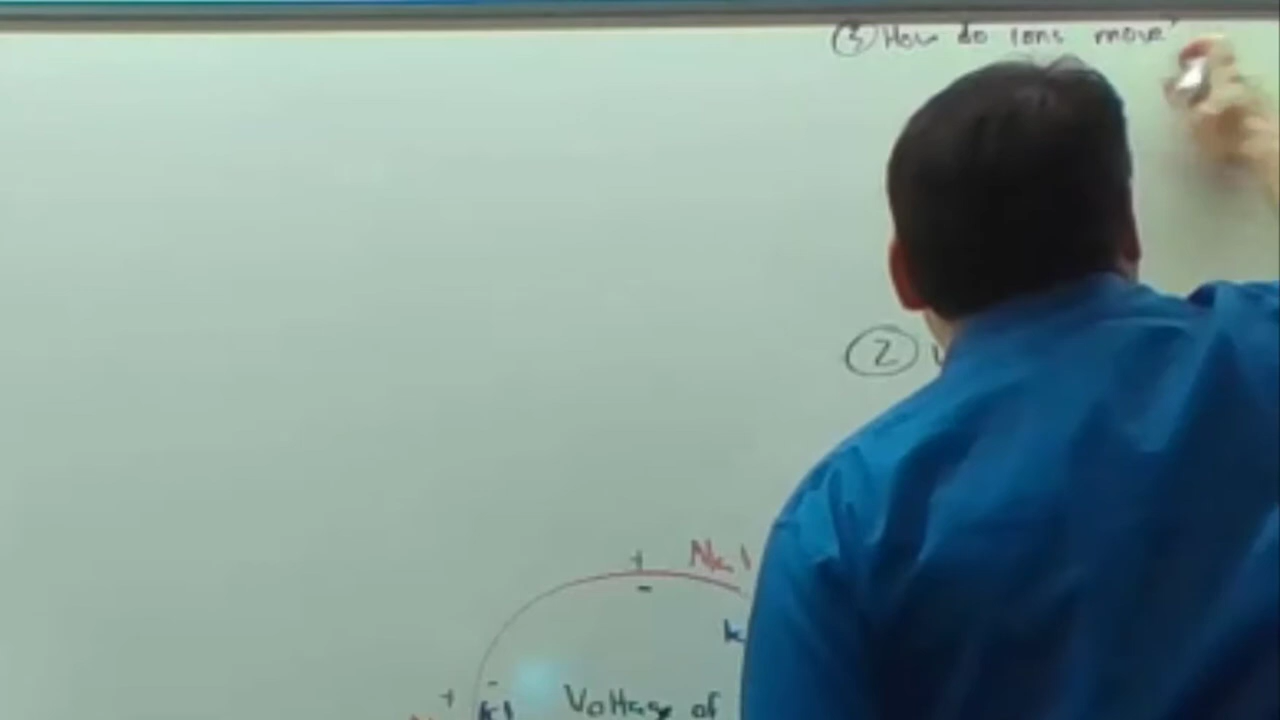 ③ How do ions move?
②
+ Na+
-
K
+ - K+ Voltage of